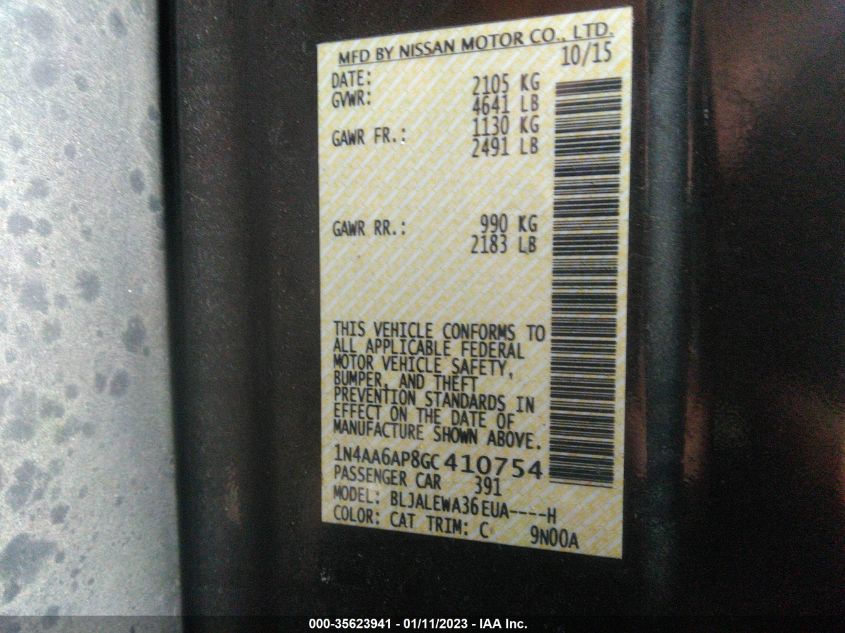 MFD BY NISSAN MOTOR CO., LTD.
DATE: 10/15
GVWR: 2105 KG
4641 LB
GAWR FR.: 1130 KG
2491 LB
GAWR RR.: 990 KG
2183 LB
THIS VEHICLE CONFORMS TO
ALL APPLICABLE FEDERAL
MOTOR VEHICLE SAFETY,
BUMPER, AND THEFT
PREVENTION STANDARDS IN
EFFECT ON THE DATE OF
MANUFACTURE SHOWN ABOVE.
1N4AA6AP8GC410754
PASSENGER CAR 391
MODEL: BLJALEWA36EUA----H
COLOR: CAT TRIM: C 9N00A
000-35623941 - 01/11/2023 - IAA Inc.